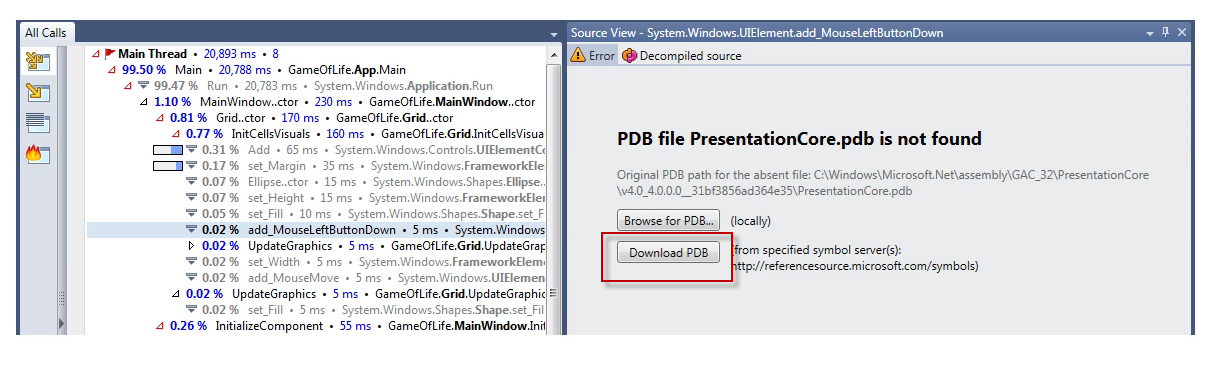 All Calls
Main Thread • 20,893 ms • 8
99.50 % Main • 20,788 ms • GameOfLife.App.Main
99.47 % Run • 20,783 ms • System.Windows.Application.Run
1.10 % MainWindow..ctor • 230 ms • GameOfLife.MainWindow..ctor
0.81 % Grid..ctor • 170 ms • GameOfLife.Grid..ctor
0.77 % InitCellsVisuals • 160 ms • GameOfLife.Grid.InitCellsVisua
0.31 % Add • 65 ms • System.Windows.Controls.UIElementCo
0.17 % set_Margin • 35 ms • System.Windows.FrameworkEle
0.07 % Ellipse..ctor • 15 ms • System.Windows.Shapes.Ellipse..
0.07 % set_Height • 15 ms • System.Windows.FrameworkEler
0.05 % set_Fill • 10 ms • System.Windows.Shapes.Shape.set_F
0.02 % add_MouseLeftButtonDown • 5 ms • System.Windows
0.02 % UpdateGraphics • 5 ms • GameOfLife.Grid.UpdateGrap
0.02 % set_Width • 5 ms • System.Windows.FrameworkElem
0.02 % add_MouseMove • 5 ms • System.Windows.UIElemen
0.02 % UpdateGraphics • 5 ms • GameOfLife.Grid.UpdateGraphic
0.02 % set_Fill • 5 ms • System.Windows.Shapes.Shape.set_Fill
0.26 % InitializeComponent • 55 ms • GameOfLife.MainWindow.Init
Source View - System.Windows.UIElement.add_MouseLeftButtonDown
Error Decompiled source
PDB file PresentationCore.pdb is not found
Original PDB path for the absent file: C:\Windows\Microsoft.Net\assembly\GAC_32\PresentationCore
\v4.0_4.0.0.0__31bf3856ad364e35\PresentationCore.pdb
Browse for PDB... (locally)
Download PDB (from specified symbol server(s):
http://referencesource.microsoft.com/symbols)